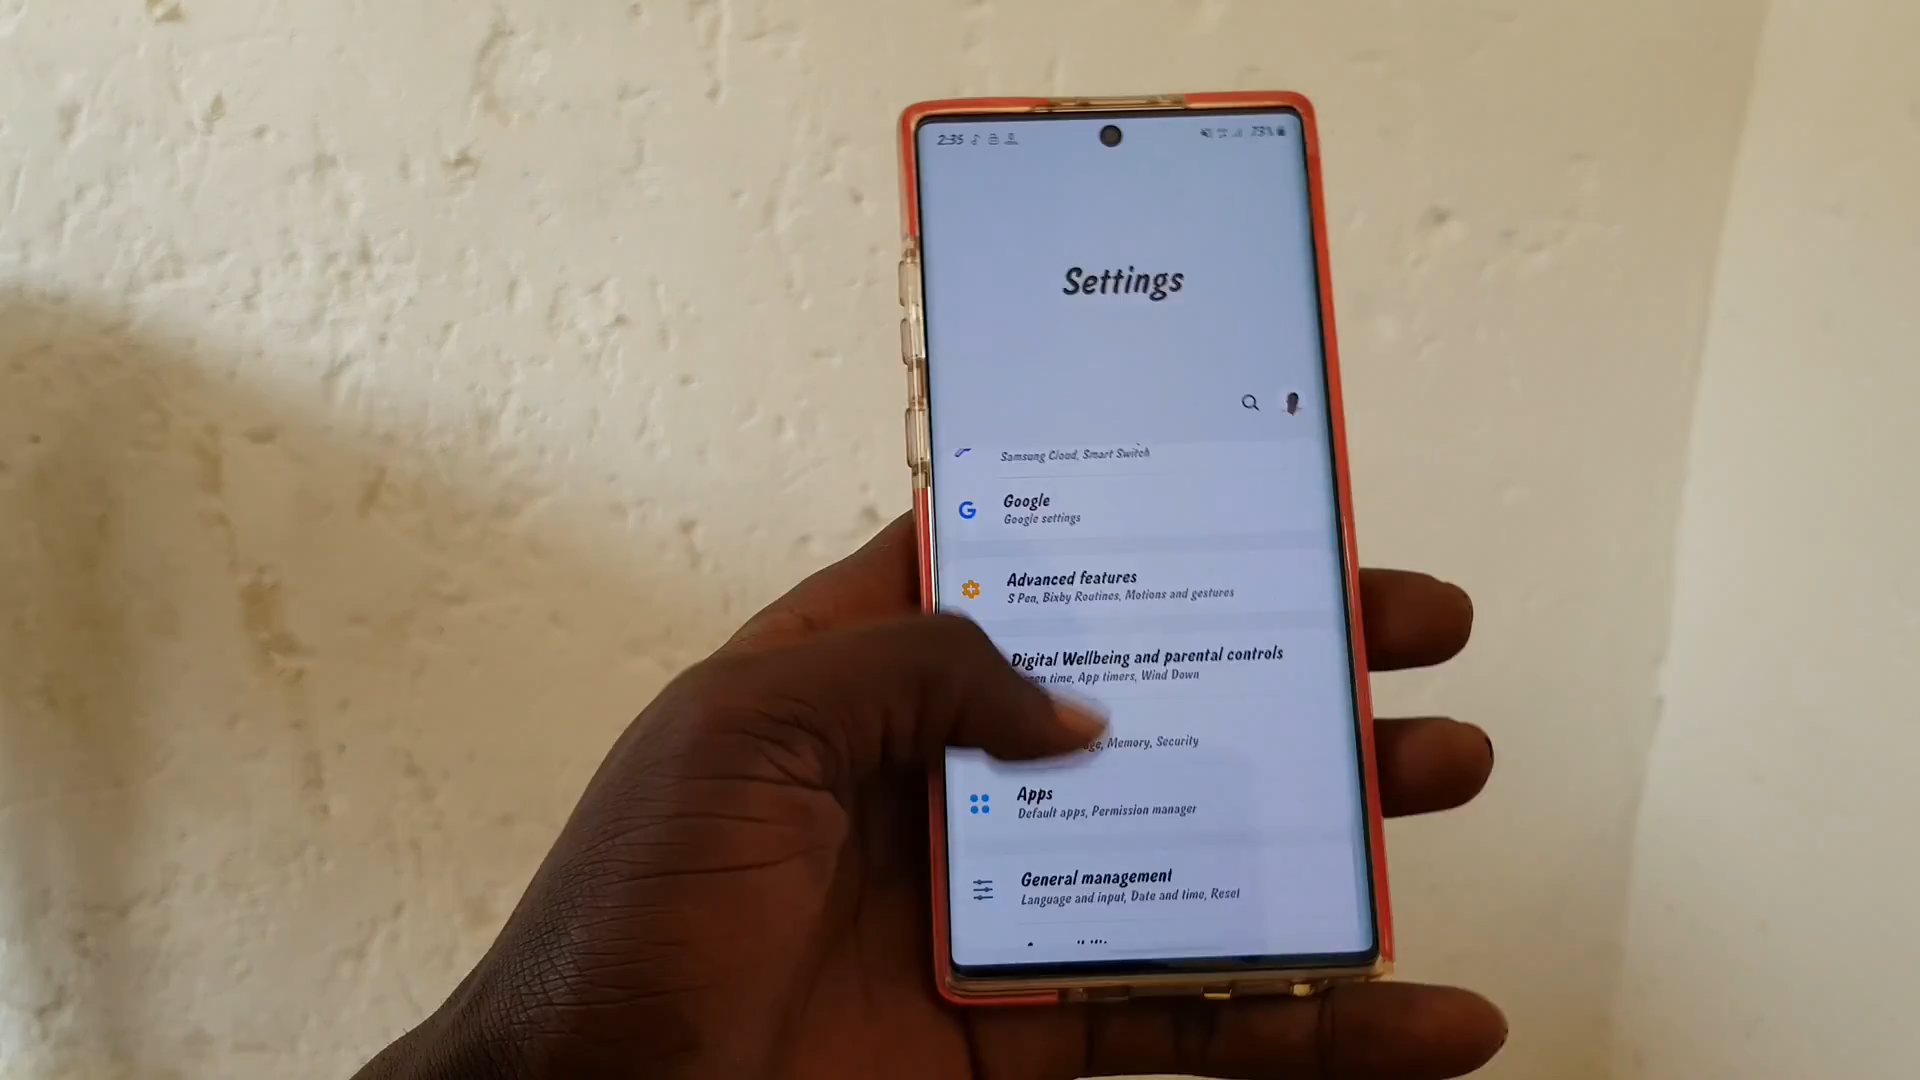 2:35
73%
Settings
Samsung Cloud, Smart Switch
Google
Google settings
Advanced features
S Pen, Bixby Routines, Motions and gestures
Digital Wellbeing and parental controls
time, App timers, Wind Down
Memory, Security
Apps
Default apps, Permission manager
General management
Language and input, Date and time, Reset